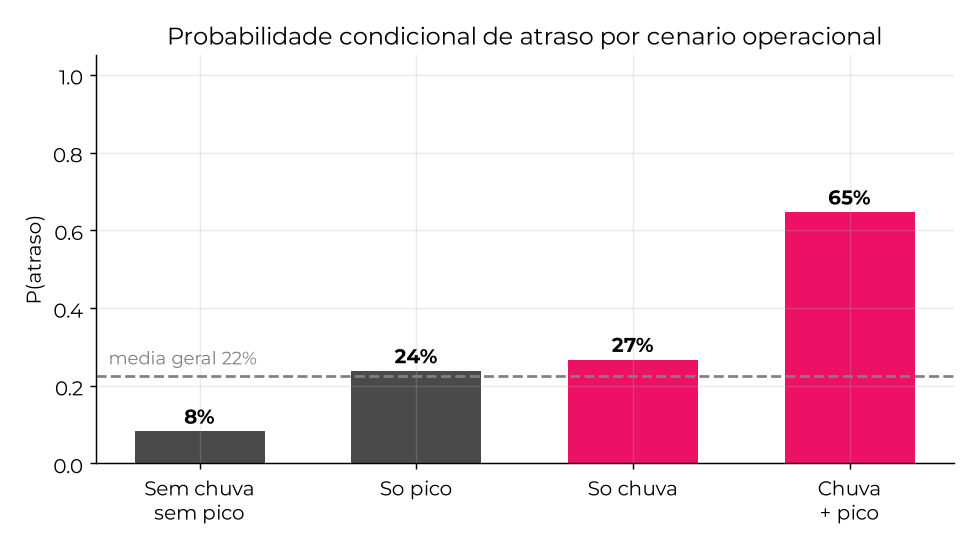 Probabilidade condicional de atraso por cenario operacional
P(atraso)
1.0
0.8
0.6
0.4
0.2
0.0
media geral 22%
8%
24%
27%
65%
Sem chuva
sem pico
So pico
So chuva
Chuva
+ pico